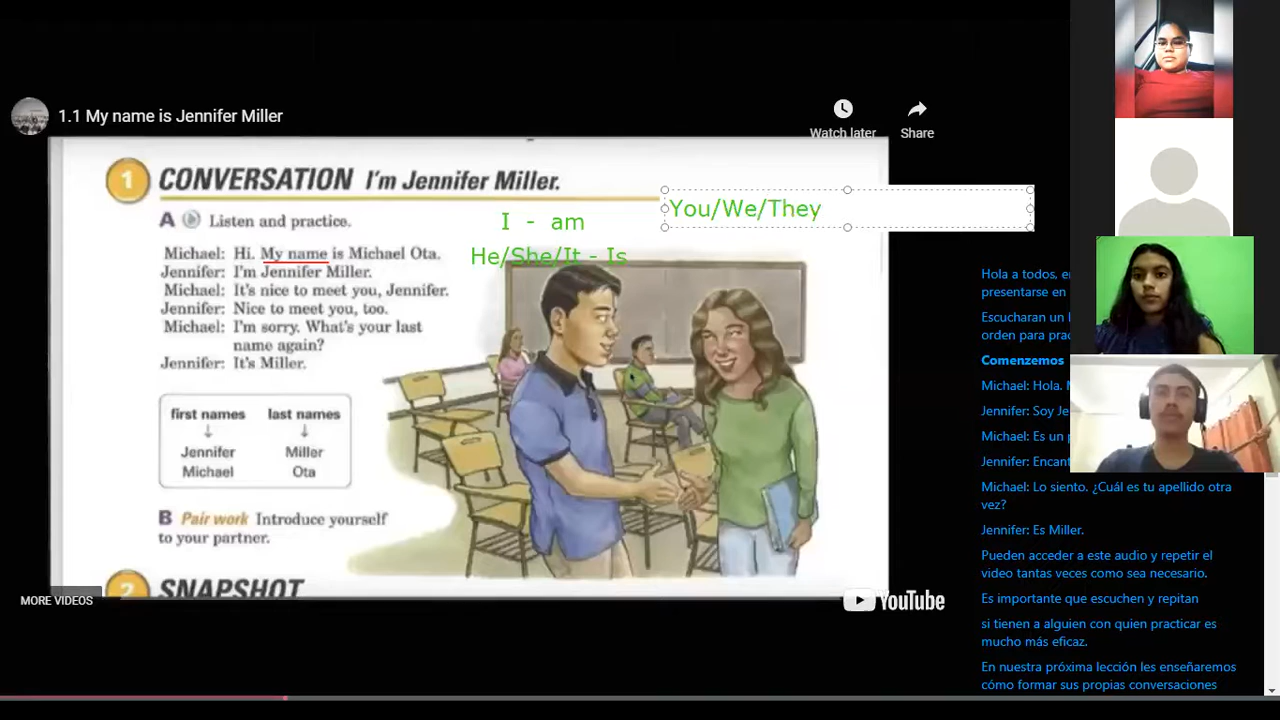 1.1 My name is Jennifer Miller
Watch later
Share
1 CONVERSATION I'm Jennifer Miller.
A Listen and practice.
I - am
He/She/It - Is
You/We/They
Michael: Hi. My name is Michael Ota.
Jennifer: I'm Jennifer Miller.
Michael: It's nice to meet you, Jennifer.
Jennifer: Nice to meet you, too.
Michael: I'm sorry. What's your last
name again?
Jennifer: It's Miller.
first names last names
Jennifer Miller
Michael Ota
B Pair work Introduce yourself
to your partner.
2 SNAPSHOT
MORE VIDEOS
YouTube
Hola a todos,
presentarse en
Escucharan un
orden para
Comenzemos
Michael: Hola.
Jennifer: Soy
Michael: Es un
Jennifer:
Michael: Lo siento. ¿Cuál es tu apellido otra
vez?
Jennifer: Es Miller.
Pueden acceder a este audio y repetir el
video tantas veces como sea necesario.
Es importante que escuchen y repitan
si tienen a alguien con quien practicar es
mucho más eficaz.
En nuestra próxima lección les enseñaremos
cómo formar sus propias conversaciones